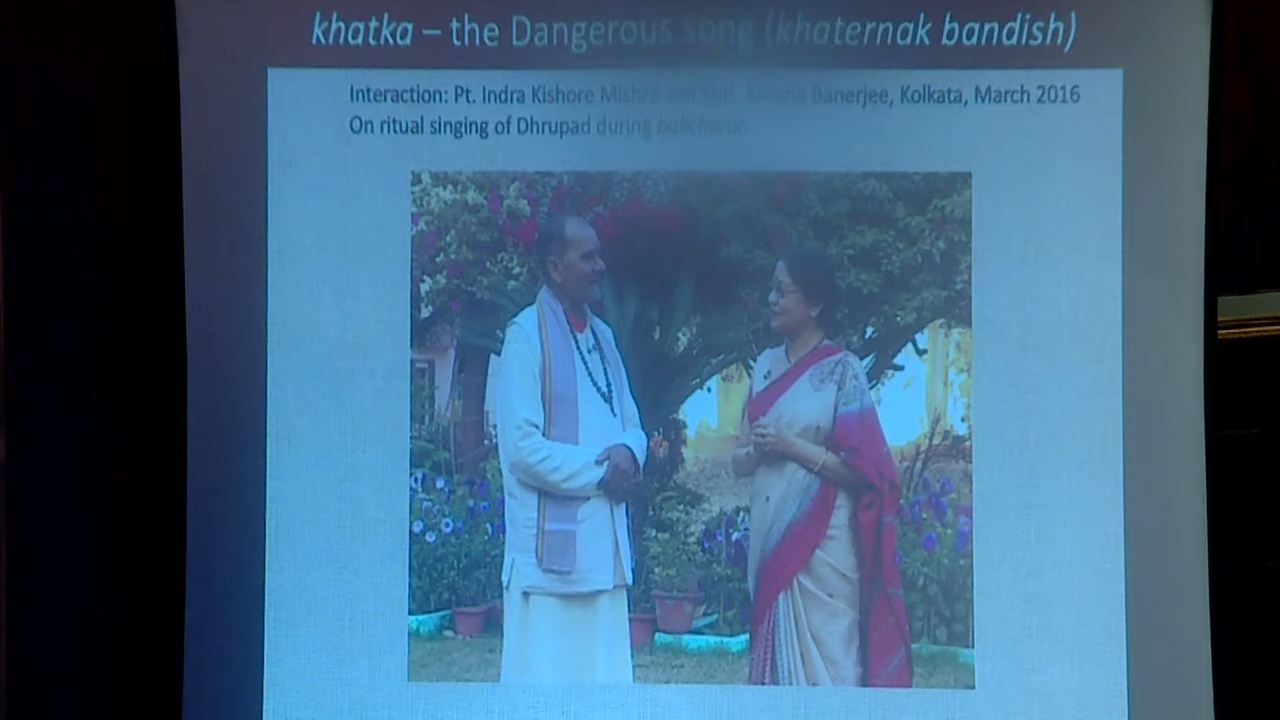 khatka – the Dangerous song (khaternak bandish)
Interaction: Pt. Indra Kishore Mishra Banerjee, Kolkata, March 2016
On ritual singing of Dhrupad during